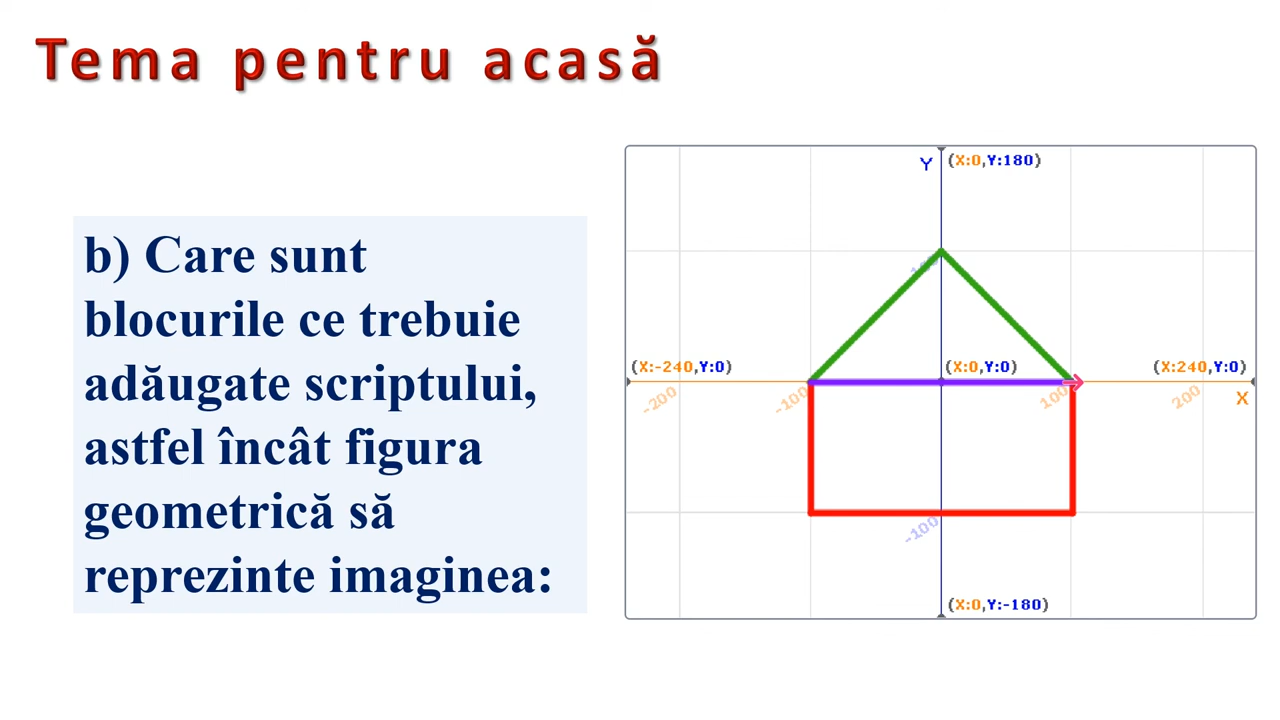 Tema pentru acasă
b) Care sunt
blocurile ce trebuie
adăugate scriptului,
astfel încât figura
geometrică să
reprezinte imaginea:
Y
(X:0,Y:180)
100
(X:-240,Y:0)
(X:0,Y:0)
(X:240,Y:0)
-200
-100
100
200
X
-100
(X:0,Y:-180)